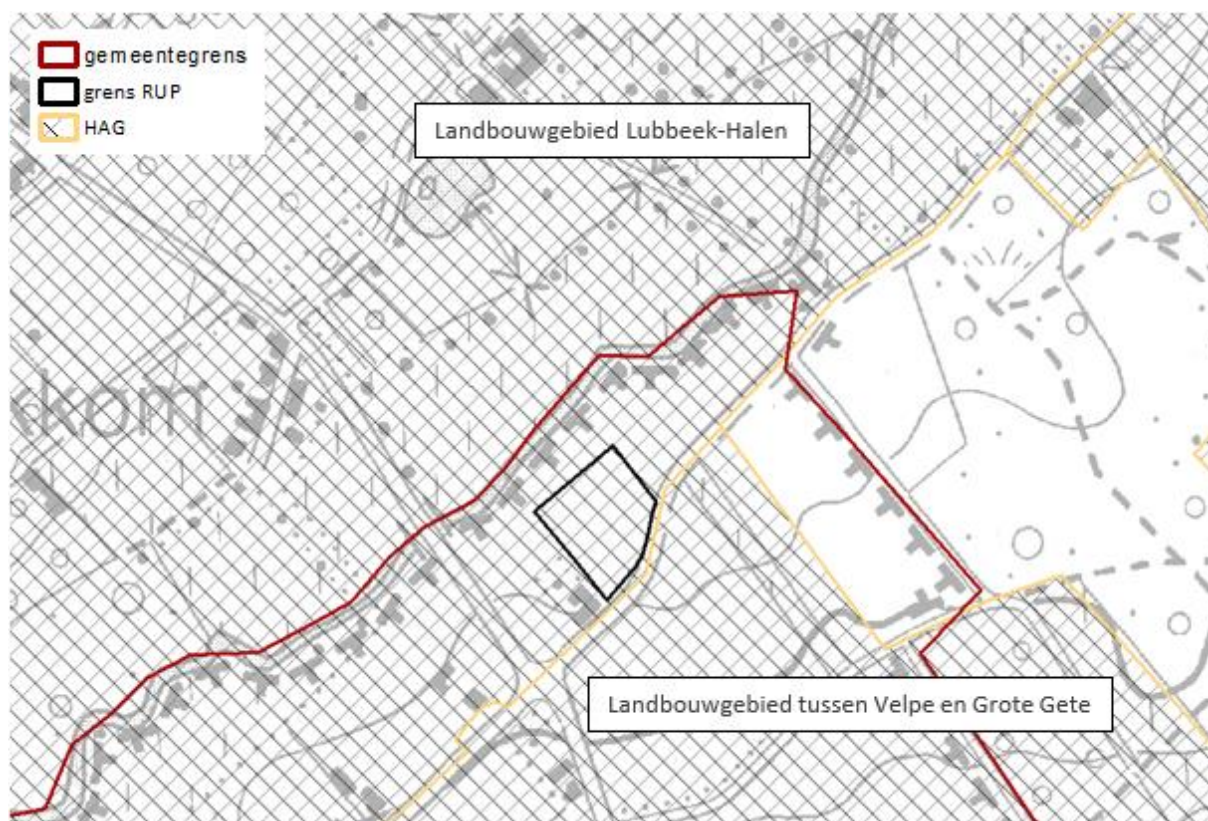 gemeentegrens
grens RUP
HAG
Landbouwgebied Lubbeek-Halen
kom
Landbouwgebied tussen Velpe en Grote Gete